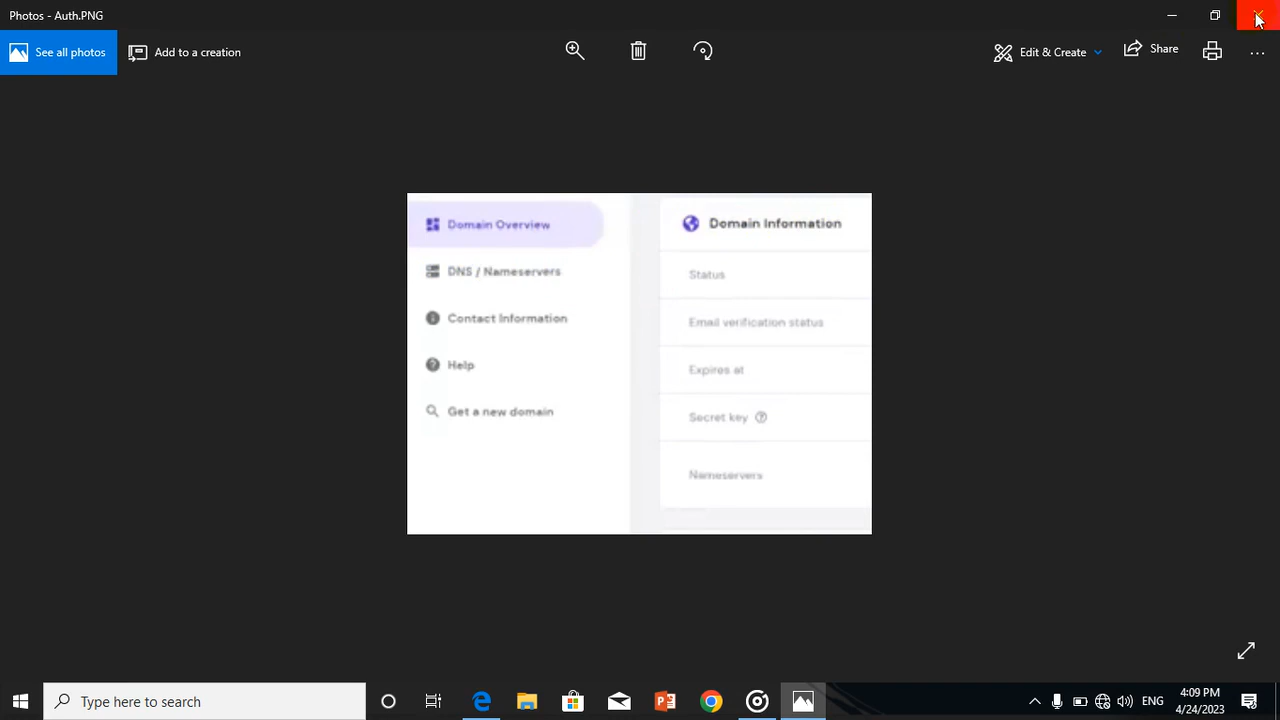 Photos - Auth.PNG
See all photos
Add to a creation
Edit & Create
Share
Domain Overview
DNS / Nameservers
Contact Information
Help
Get a new domain
Domain Information
Status
Email verification status
Expires at
Secret key
Nameservers
Type here to search
ENG
4:09 PM
4/24/2023